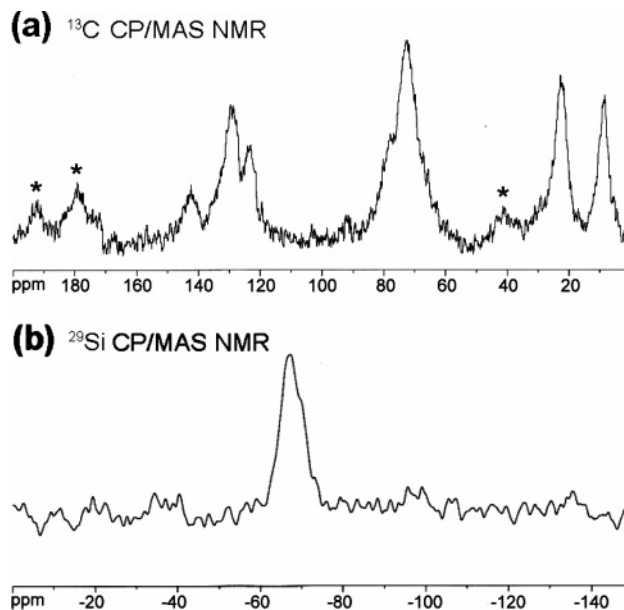 (a) ¹³C CP/MAS NMR
* * *
ppm 180 160 140 120 100 80 60 40 20
(b) ²⁹Si CP/MAS NMR
ppm -20 -40 -60 -80 -100 -120 -140